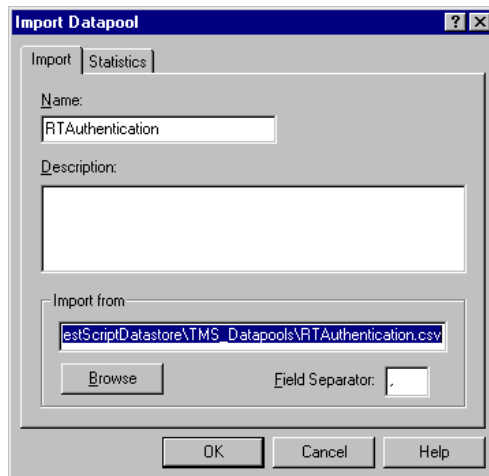 Import Datapool
Import Statistics
Name:
RTAuthentication
Description:
Import from
estScriptDatastore\TMS_Datapools\RTAuthentication.csv
Browse Field Separator: ,
OK Cancel Help